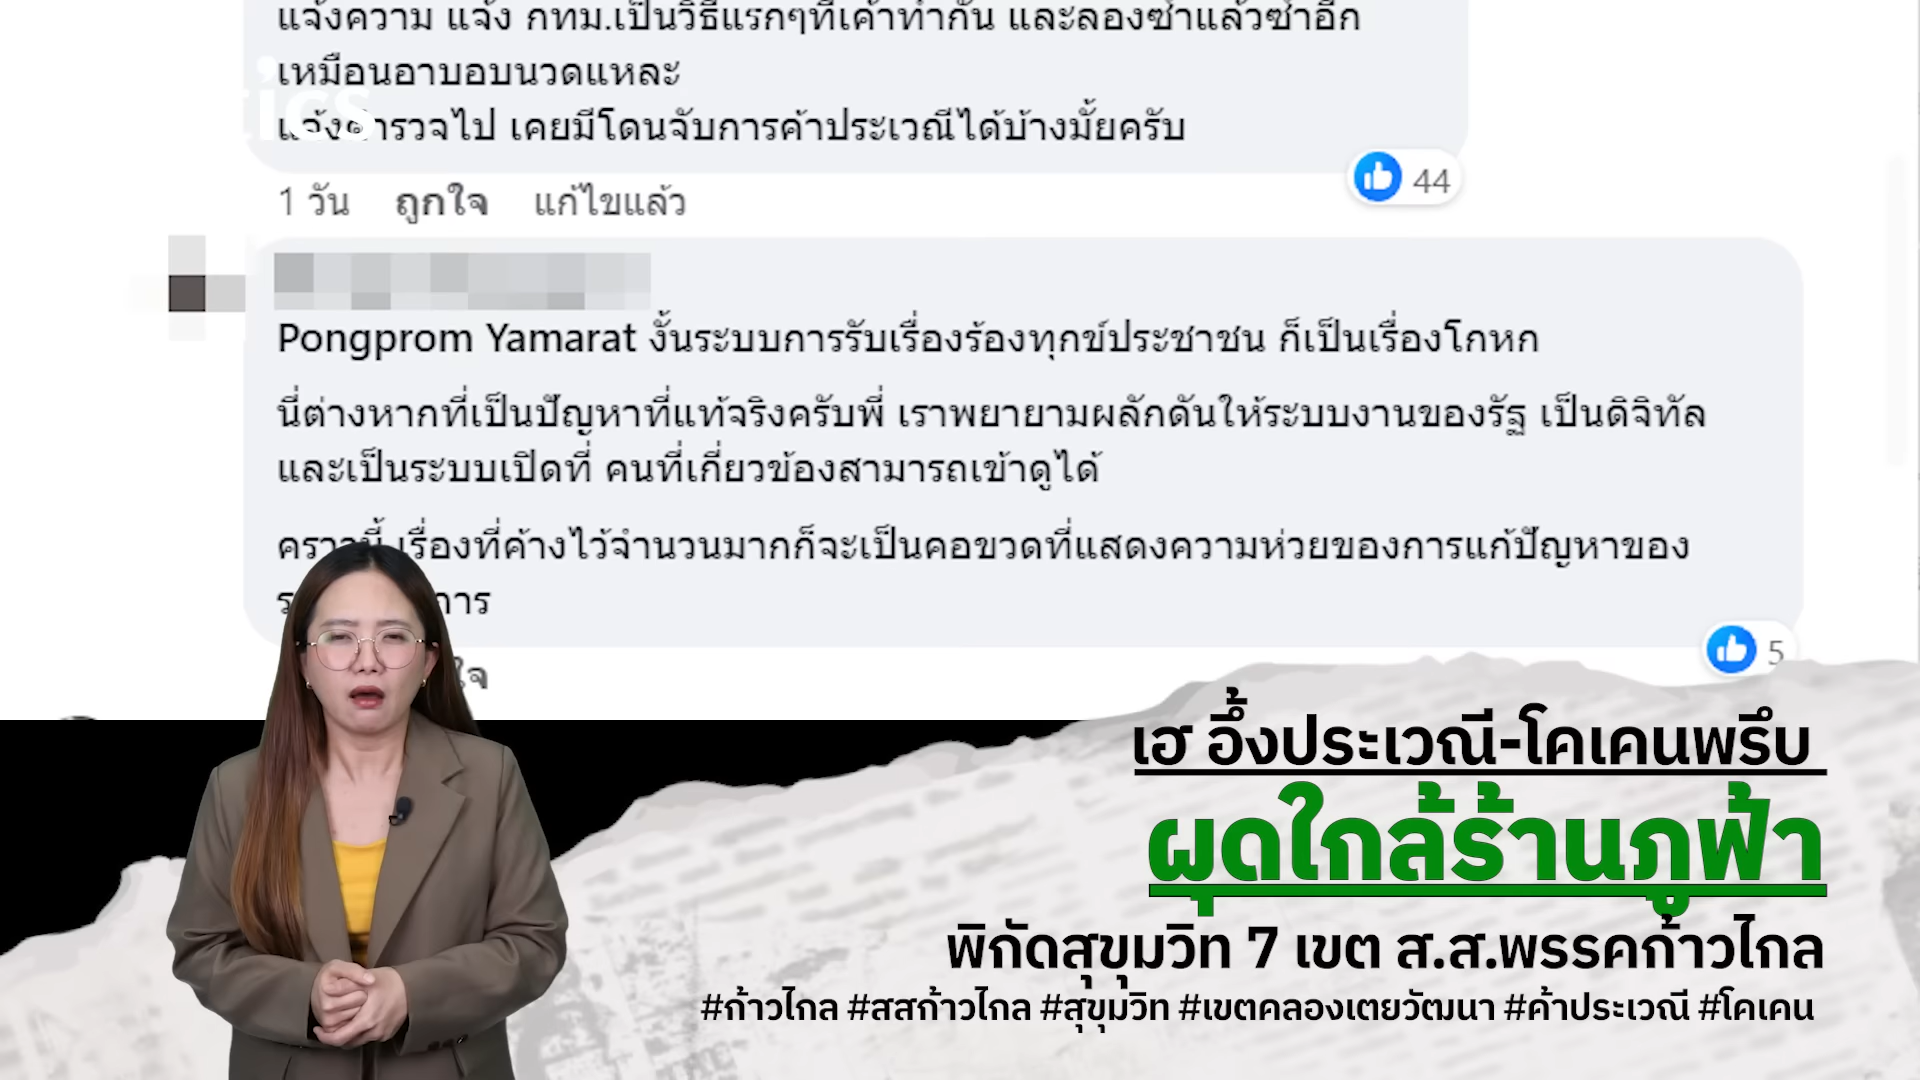 แจ้งความ แจ้ง กทม.เป็นวิธีแรกๆที่เค้าทำกัน และลองซ้ำแล้วซ้ำอีก
เหมือนอาบอบนวดแหละ
แจ้งตำรวจไป เคยมีโดนจับการค้าประเวณีได้บ้างมั้ยครับ
tics
1 วัน ถูกใจ แก้ไขแล้ว
44
Pongprom Yamarat งั้นระบบการรับเรื่องร้องทุกข์ประชาชน ก็เป็นเรื่องโกหก
นี่ต่างหากที่เป็นปัญหาที่แท้จริงครับพี่ เราพยายามผลักดันให้ระบบงานของรัฐ เป็นดิจิทัล
และเป็นระบบเปิดที่ คนที่เกี่ยวข้องสามารถเข้าดูได้
คราวนี้ เรื่องที่ค้างไว้จำนวนมากก็จะเป็นคอขวดที่แสดงความห่วยของการแก้ปัญหาของ
การ
5
เฮ อึ้งประเวณี-โคเคนพรึบ
ผุดใกล้ร้านภูฟ้า
พิกัดสุขุมวิท 7 เขต ส.ส.พรรคก้าวไกล
#ก้าวไกล #สสก้าวไกล #สุขุมวิท #เขตคลองเตยวัฒนา #ค้าประเวณี #โคเคน